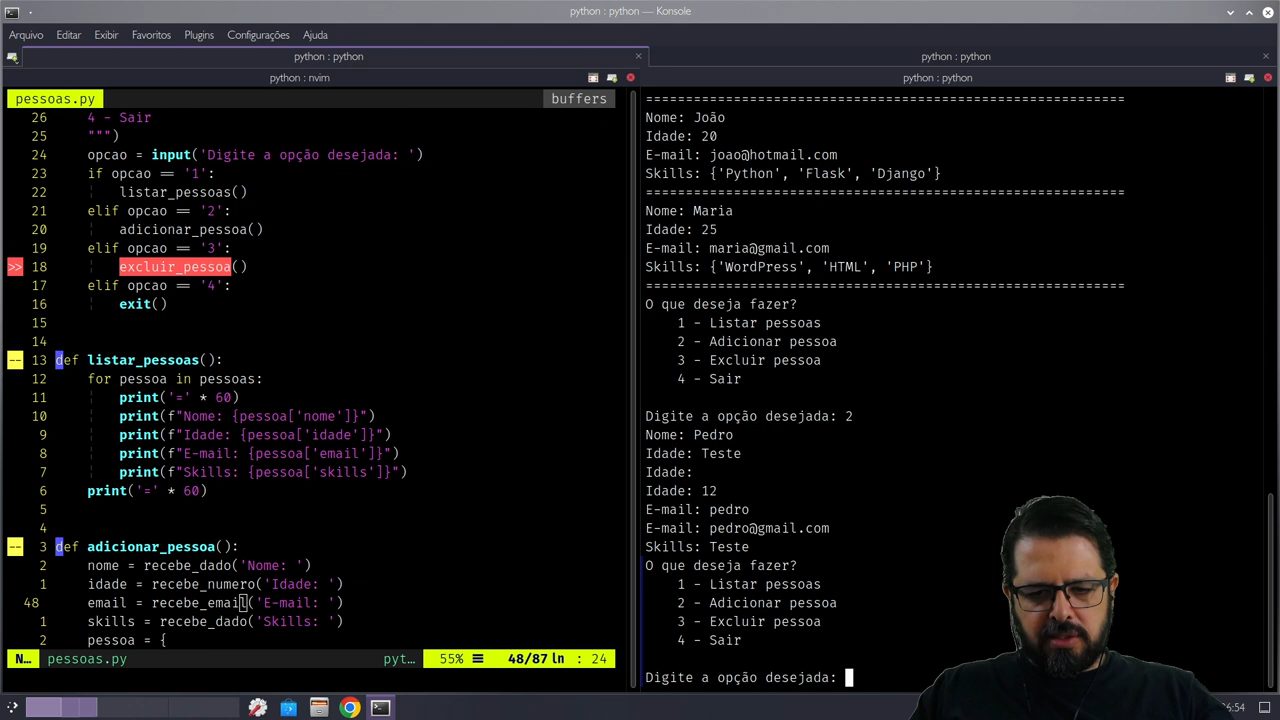 python : python — Konsole
Arquivo Editar Exibir Favoritos Plugins Configurações Ajuda
python : python
python : nvim
pessoas.py buffers
26 4 - Sair
25 """)
24 opcao = input('Digite a opção desejada: ')
23 if opcao == '1':
22 listar_pessoas()
21 elif opcao == '2':
20 adicionar_pessoa()
19 elif opcao == '3':
>> 18 excluir_pessoa()
17 elif opcao == '4':
16 exit()
15
14
-- 13 def listar_pessoas():
12 for pessoa in pessoas:
11 print('=' * 60)
10 print(f"Nome: {pessoa['nome']}")
9 print(f"Idade: {pessoa['idade']}")
8 print(f"E-mail: {pessoa['email']}")
7 print(f"Skills: {pessoa['skills']}")
6 print('=' * 60)
5
4
-- 3 def adicionar_pessoa():
2 nome = recebe_dado('Nome: ')
1 idade = recebe_numero('Idade: ')
48 email = recebe_email('E-mail: ')
1 skills = recebe_dado('Skills: ')
2 pessoa = {
N… pessoas.py pyt… 55% ☰ 48/87 ln : 24
python : python
python : python
============================================================
Nome: João
Idade: 20
E-mail: joao@hotmail.com
Skills: {'Python', 'Flask', 'Django'}
============================================================
Nome: Maria
Idade: 25
E-mail: maria@gmail.com
Skills: {'WordPress', 'HTML', 'PHP'}
============================================================
O que deseja fazer?
1 - Listar pessoas
2 - Adicionar pessoa
3 - Excluir pessoa
4 - Sair
Digite a opção desejada: 2
Nome: Pedro
Idade: Teste
Idade:
Idade: 12
E-mail: pedro
E-mail: pedro@gmail.com
Skills: Teste
O que deseja fazer?
1 - Listar pessoas
2 - Adicionar pessoa
3 - Excluir pessoa
4 - Sair
Digite a opção desejada: